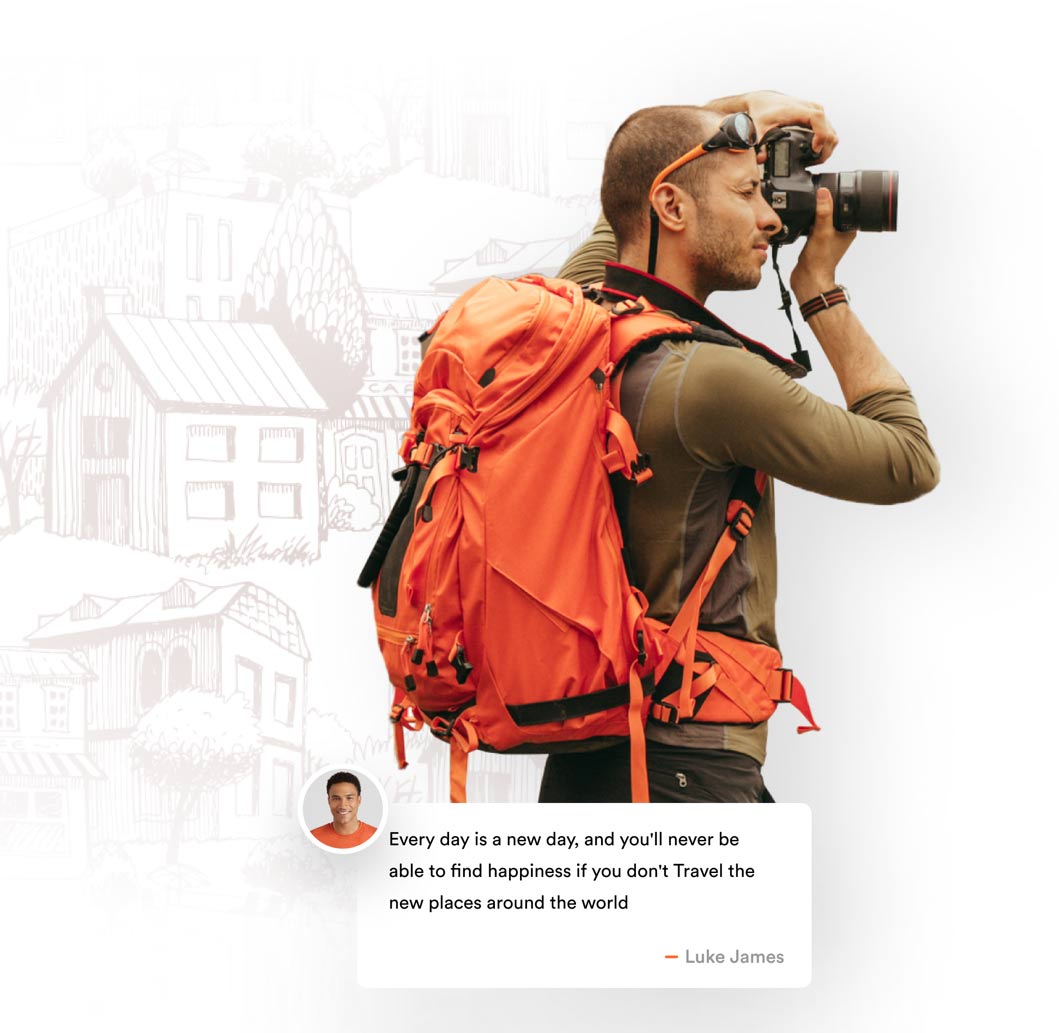 Every day is a new day, and you'll never be
able to find happiness if you don't Travel the
new places around the world
– Luke James